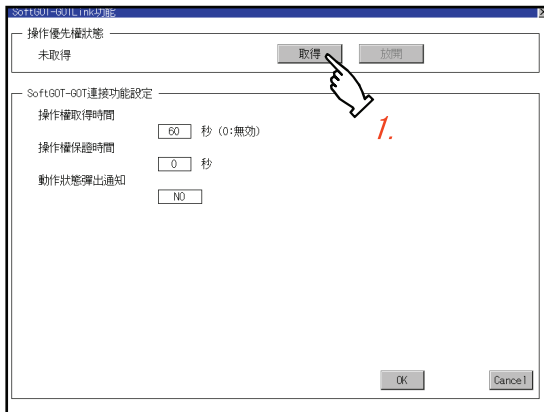 SoftGOT-GOTLink功能
操作優先權狀態
未取得 取得 放開
1.
SoftGOT-GOT連接功能設定
操作權取得時間
60 秒 (0:無効)
操作權保證時間
0 秒
動作狀態彈出通知
NO
OK Cancel